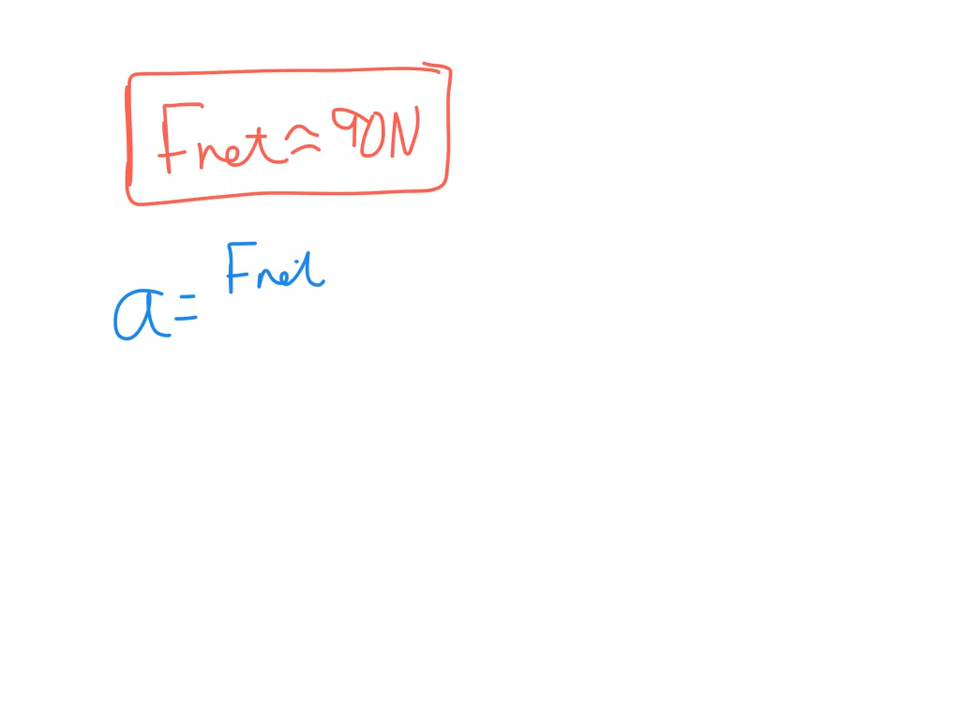 Fnet ≈ 90N
a = Fnet